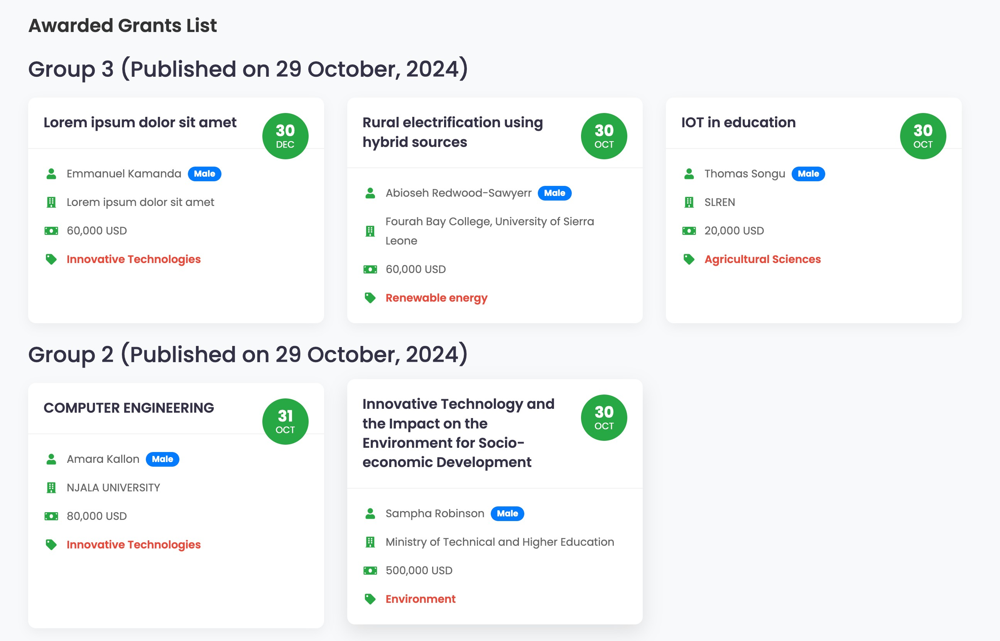 Awarded Grants List
Group 3 (Published on 29 October, 2024)
Lorem ipsum dolor sit amet
30
DEC
Emmanuel Kamanda Male
Lorem ipsum dolor sit amet
60,000 USD
Innovative Technologies
Rural electrification using
hybrid sources
30
OCT
Abioseh Redwood-Sawyerr Male
Fourah Bay College, University of Sierra
Leone
60,000 USD
Renewable energy
IOT in education
30
OCT
Thomas Songu Male
SLREN
20,000 USD
Agricultural Sciences
Group 2 (Published on 29 October, 2024)
COMPUTER ENGINEERING
31
OCT
Amara Kallon Male
NJALA UNIVERSITY
80,000 USD
Innovative Technologies
Innovative Technology and
the Impact on the
Environment for Socio-
economic Development
30
OCT
Sampha Robinson Male
Ministry of Technical and Higher Education
500,000 USD
Environment